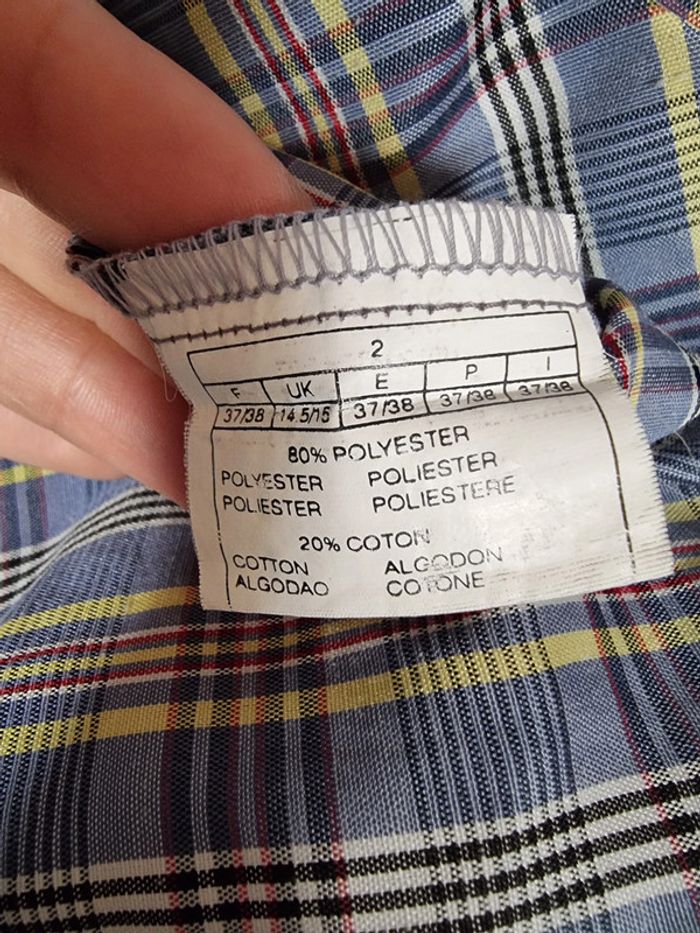 2
F UK E P I
37/38 14.5/15 37/38 37/38 37/38
80% POLYESTER
POLYESTER POLIESTER
POLIESTER POLIESTERE
20% COTON
COTTON ALGODON
ALGODAO COTONE